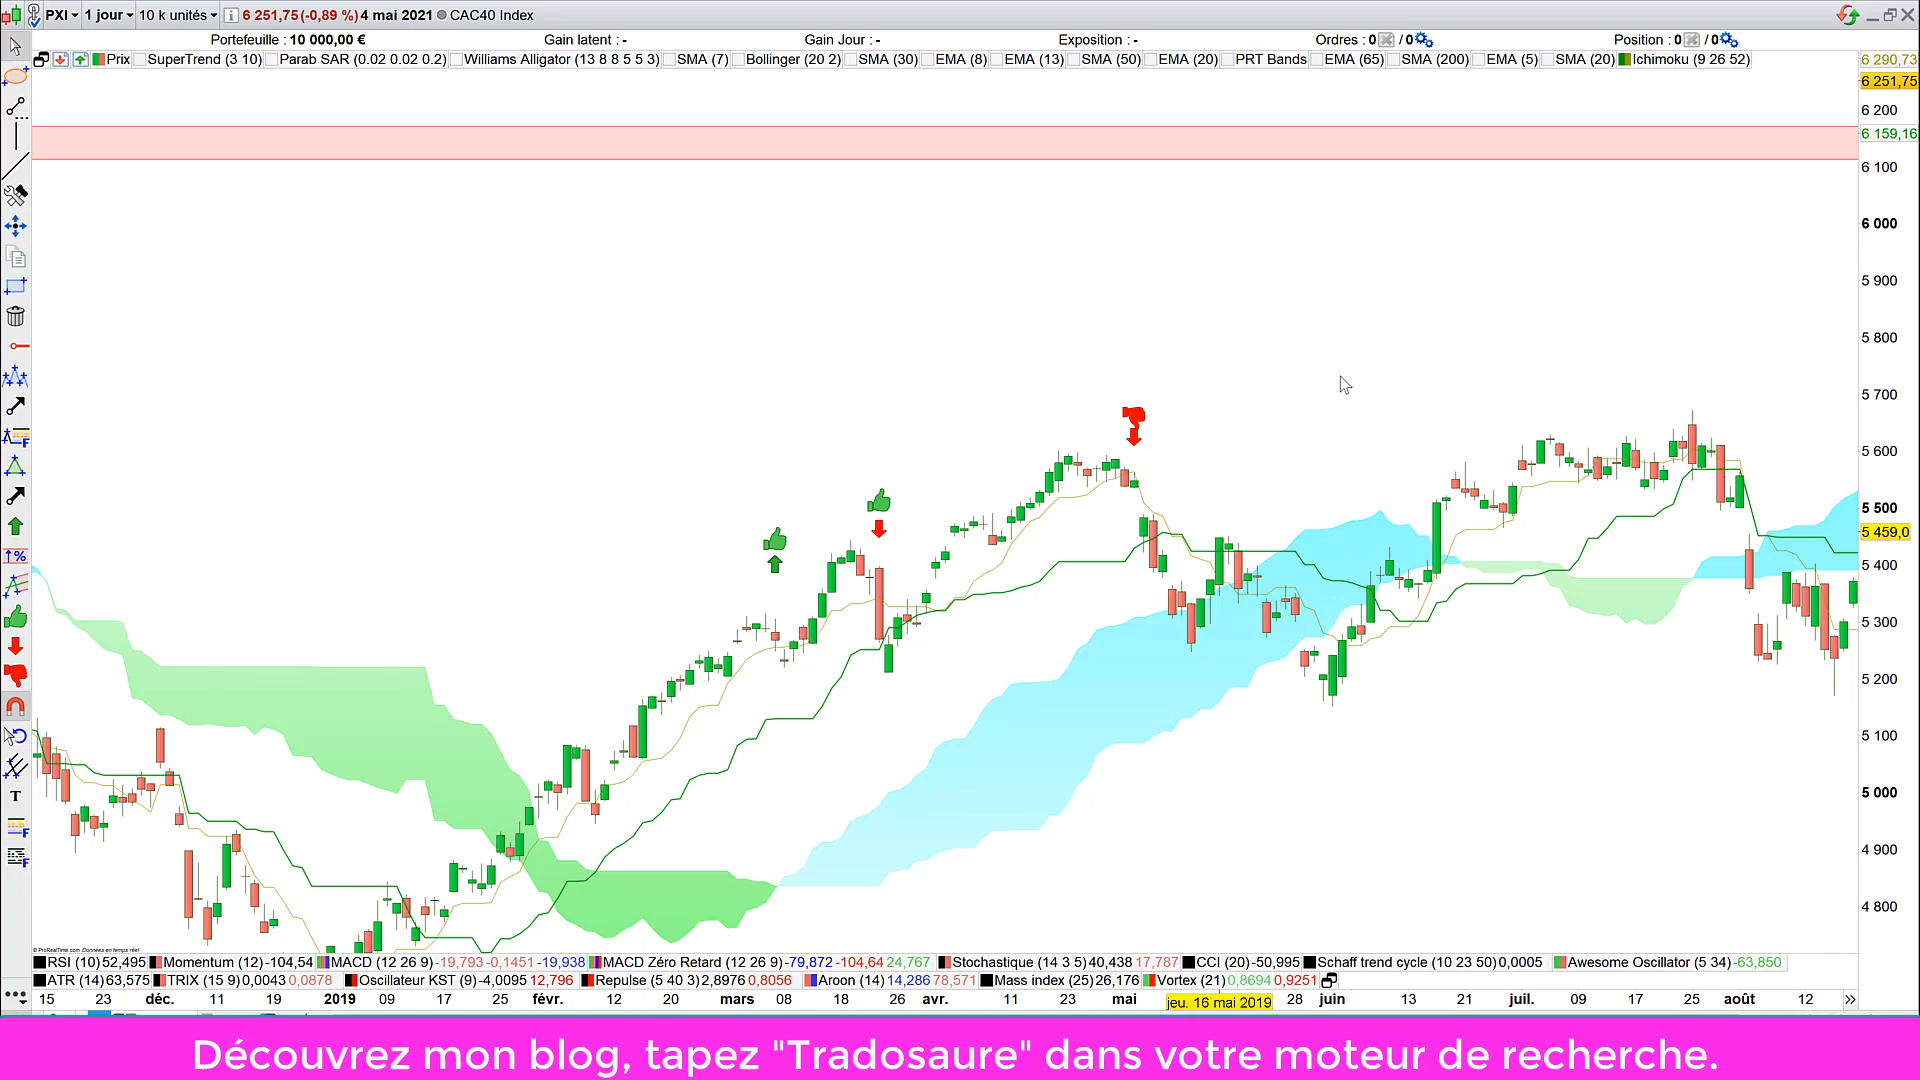 PXI 1 jour 10 k unités 6 251,75 (-0,89 %) 4 mai 2021 CAC40 Index
Portefeuille : 10 000,00 € Gain latent : - Gain Jour : - Exposition : - Ordres : 0 / 0 Position : 0 / 0
Prix SuperTrend (3 10) Parab SAR (0.02 0.02 0.2) Williams Alligator (13 8 8 5 5 3) SMA (7) Bollinger (20 2) SMA (30) EMA (8) EMA (13) SMA (50) EMA (20) PRT Bands EMA (65) SMA (200) EMA (5) SMA (20) Ichimoku (9 26 52)
6 290,73
6 251,75
6 200
6 159,16
6 100
6 000
5 900
5 800
5 700
5 600
5 500
5 459,0
5 400
5 300
5 200
5 100
5 000
4 900
4 800
© ProRealTime.com Données en temps réel
RSI (10) 52,495 Momentum (12) -104,54 MACD (12 26 9) -19,793 -0,1451 -19,938 MACD Zéro Retard (12 26 9) -79,872 -104,64 24,767 Stochastique (14 3 5) 40,438 17,787 CCI (20) -50,995 Schaff trend cycle (10 23 50) 0,0005 Awesome Oscillator (5 34) -63,850
ATR (14) 63,575 TRIX (15 9) 0,0043 0,0878 Oscillateur KST (9) -4,0095 12,796 Repulse (5 40 3) 2,8976 0,8056 Aroon (14) 14,286 78,571 Mass index (25) 26,176 Vortex (21) 0,8694 0,9251
15 23 déc. 11 19 2019 09 17 25 févr. 12 20 mars 08 18 26 avr. 11 23 mai jeu. 16 mai 2019 28 juin 13 21 juil. 09 17 25 août 12
Découvrez mon blog, tapez "Tradosaure" dans votre moteur de recherche.